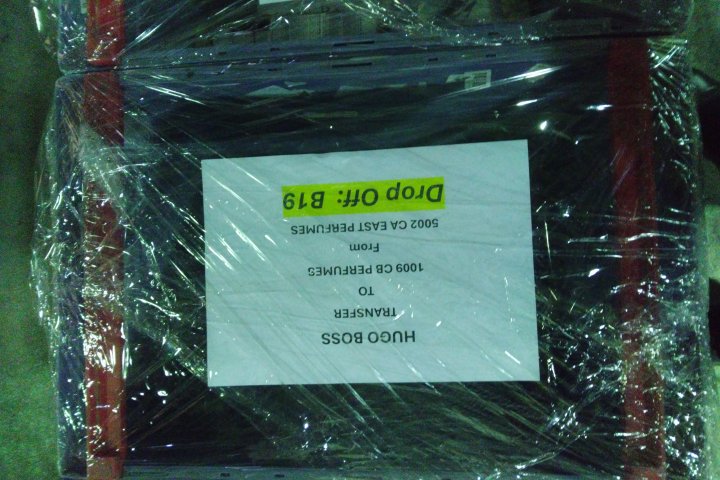 HUGO BOSS
TRANSFER
TO
1009 CB PERFUMES
From
5002 CA EAST PERFUMES
Drop Off: B19